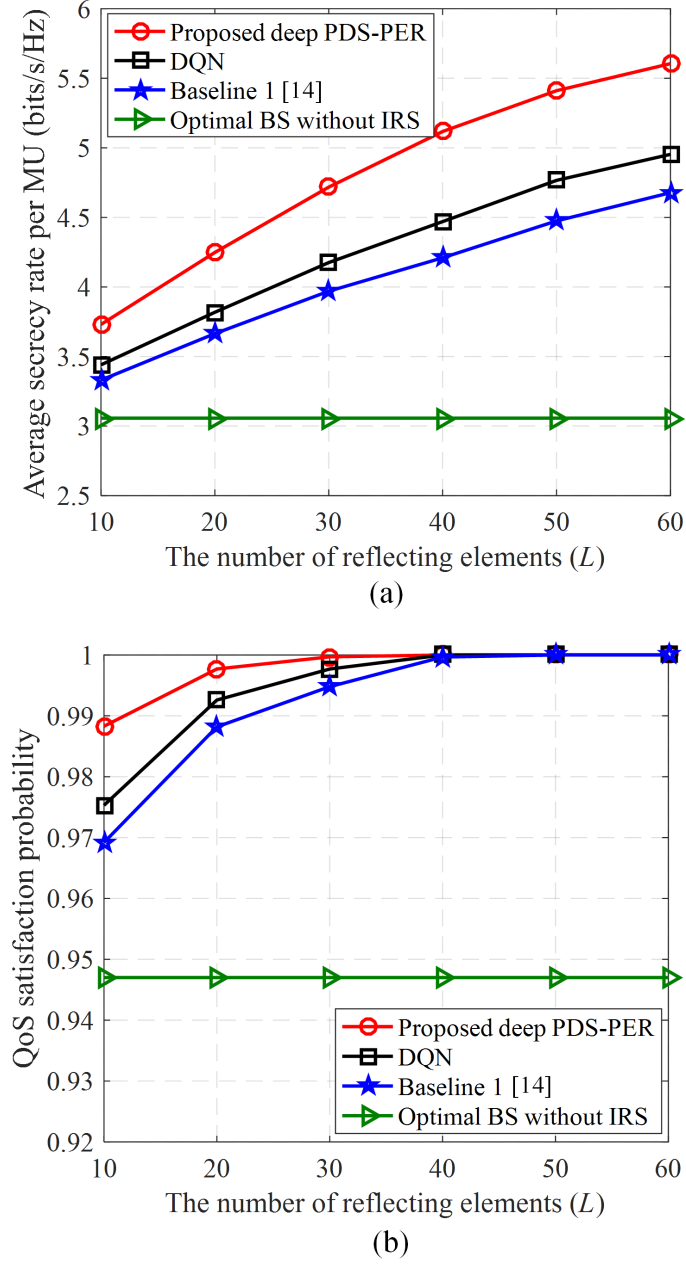 Average secrecy rate per MU (bits/s/Hz)
6
5.5
5
4.5
4
3.5
3
2.5
Proposed deep PDS-PER
DQN
Baseline 1 [14]
Optimal BS without IRS
10 20 30 40 50 60
The number of reflecting elements (L)
(a)
QoS satisfaction probability
1
0.99
0.98
0.97
0.96
0.95
0.94
0.93
0.92
Proposed deep PDS-PER
DQN
Baseline 1 [14]
Optimal BS without IRS
10 20 30 40 50 60
The number of reflecting elements (L)
(b)